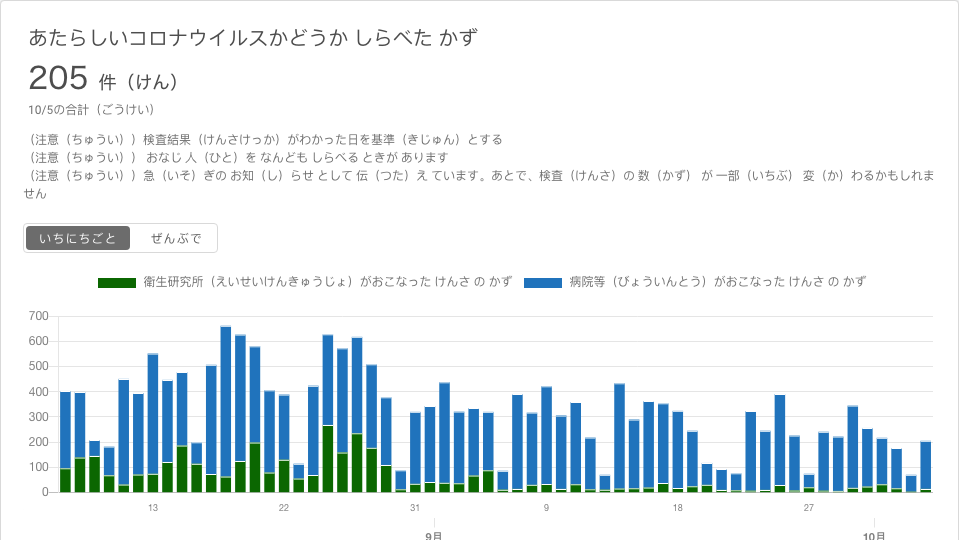 あたらしいコロナウイルスかどうか しらべた かず
205 件（けん）
10/5の合計（ごうけい）
（注意（ちゅうい））検査結果（けんさけっか）がわかった日を基準（きじゅん）とする
（注意（ちゅうい）） おなじ 人（ひと）を なんども しらべる ときが あります
（注意（ちゅうい））急（いそ）ぎの お知（し）らせ として 伝（つた）え ています。あとで、検査（けんさ）の 数（かず） が 一部（いちぶ） 変（か）わるかもしれま
せん
いちにちごと ぜんぶで
衛生研究所（えいせいけんきゅうじょ）がおこなった けんさ の かず 病院等（びょういんとう）がおこなった けんさ の かず
700
600
500
400
300
200
100
0
13 22 31 9 18 27
9月 10月